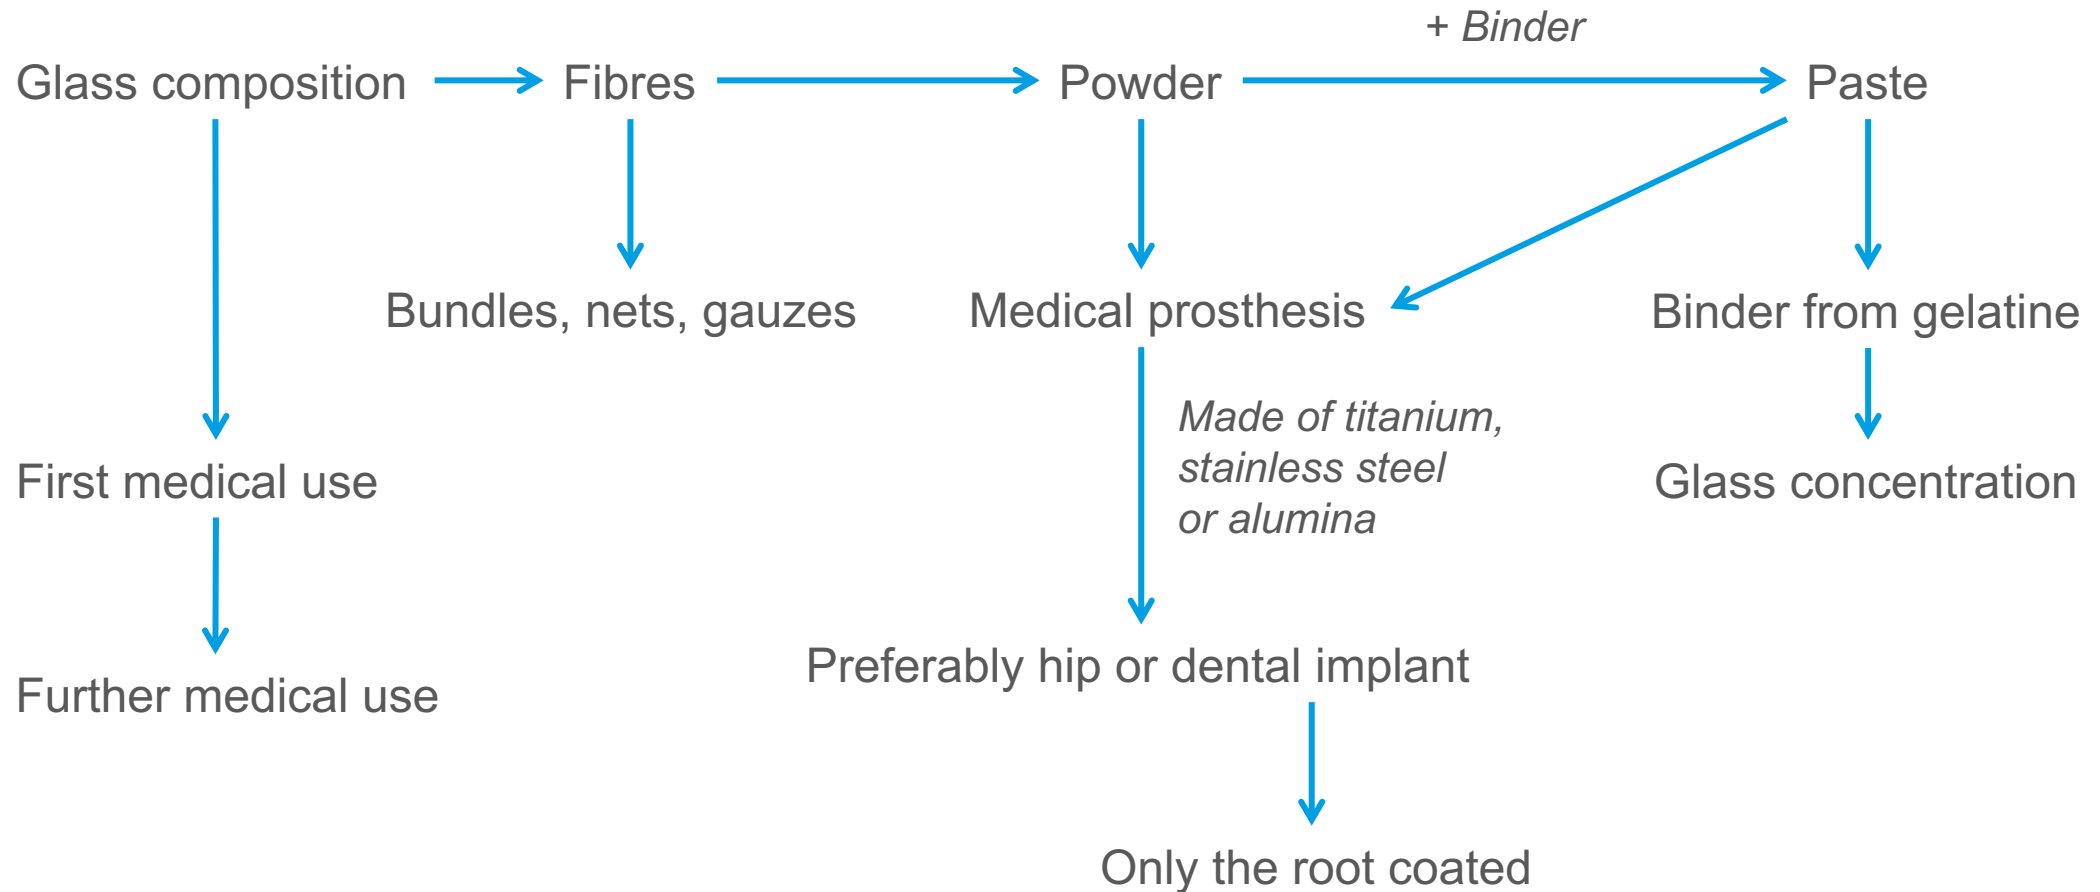 + Binder
Glass composition
Fibres
Powder
Paste
Bundles, nets, gauzes
Medical prosthesis
Binder from gelatine
Made of titanium,
stainless steel
or alumina
First medical use
Glass concentration
Preferably hip or dental implant
Further medical use
Only the root coated